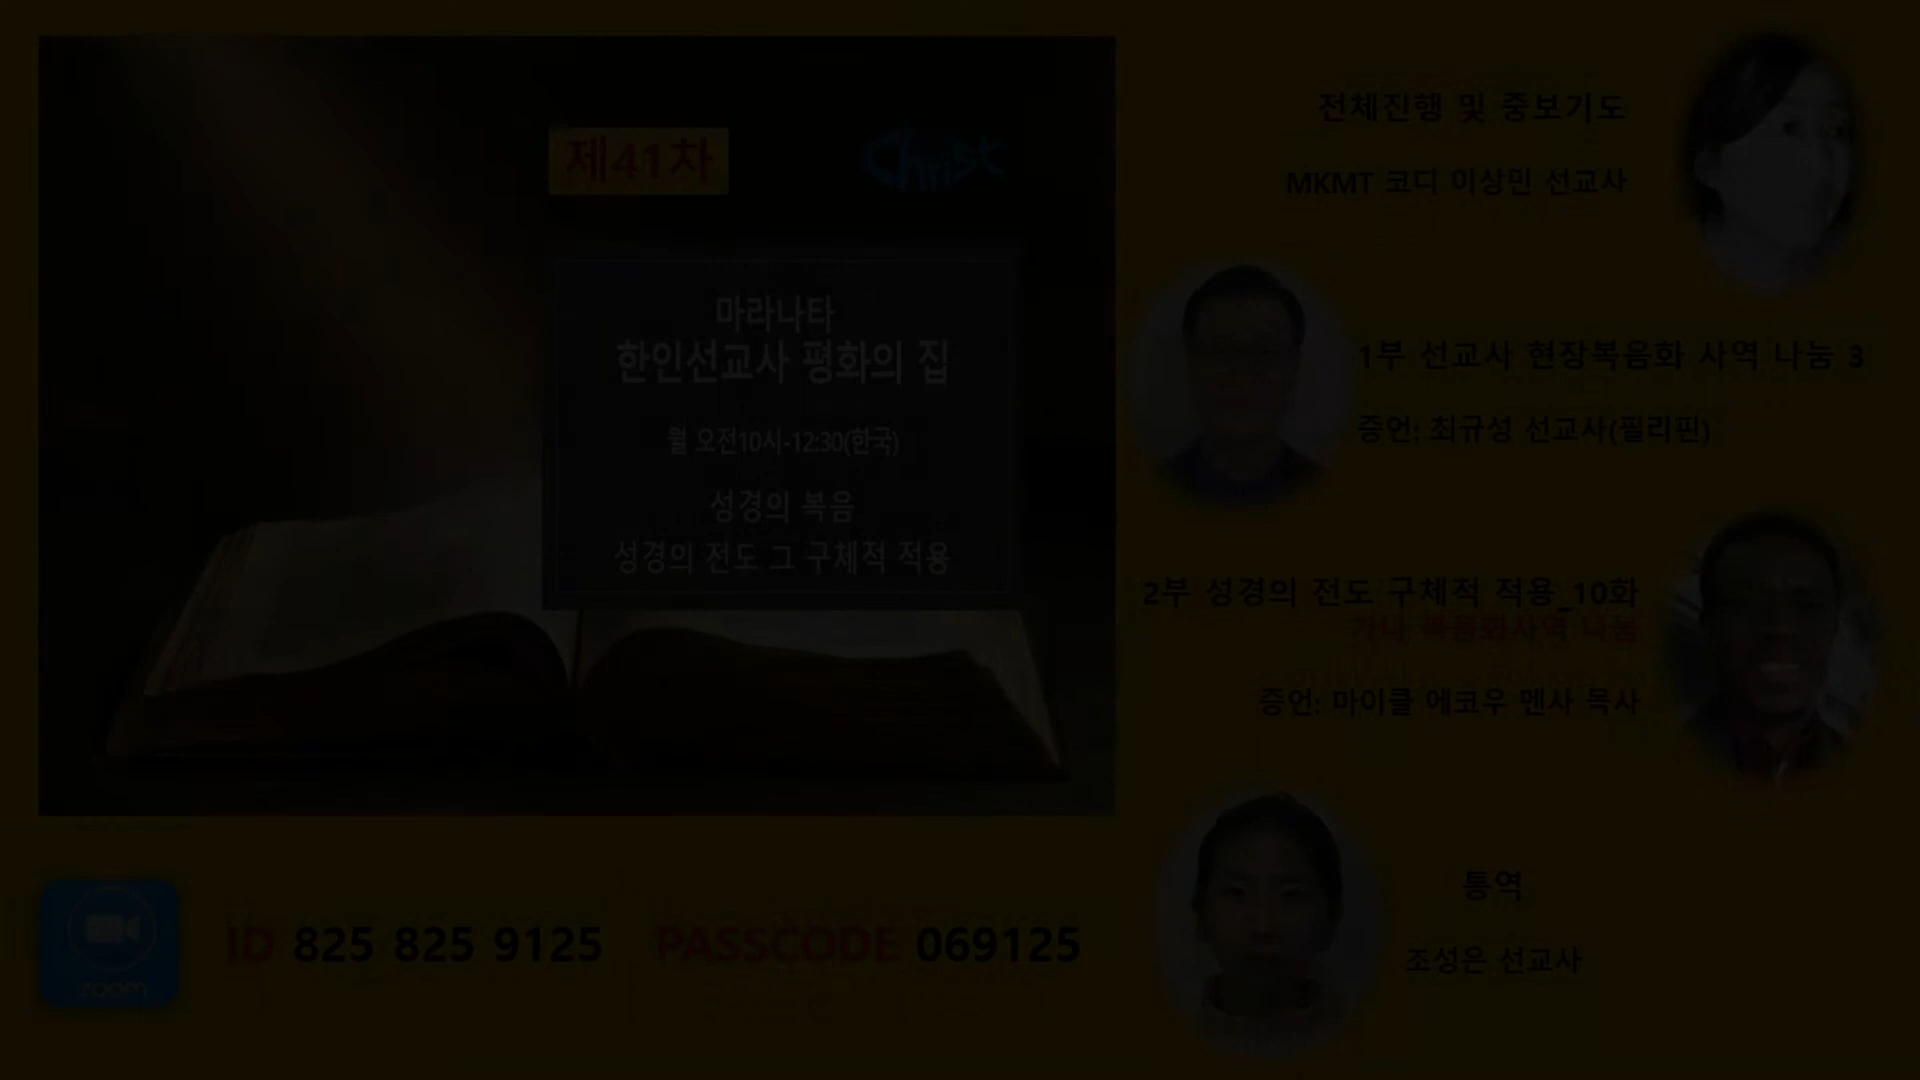 제41차
Christ
마라나타
한인선교사 평화의 집
월 오전10시-12:30(한국)
성경의 복음
성경의 전도 그 구체적 적용
전체진행 및 중보기도
MKMT 코디 이상민 선교사
1부 선교사 현장복음화 사역 나눔 3
증언: 최규성 선교사(필리핀)
2부 성경의 전도 구체적 적용_10화
가나 복음화사역 나눔
증언: 마이클 에코우 멘사 목사
통역
조성은 선교사
zoom
ID 825 825 9125 PASSCODE 069125